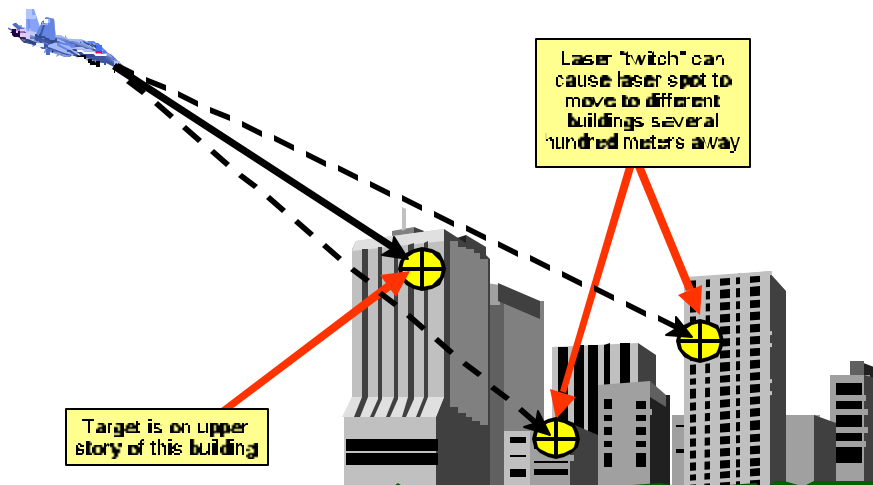 Laser "twitch" can
cause laser spot to
move to different
buildings several
hundred meters away
Target is on upper
story of this building